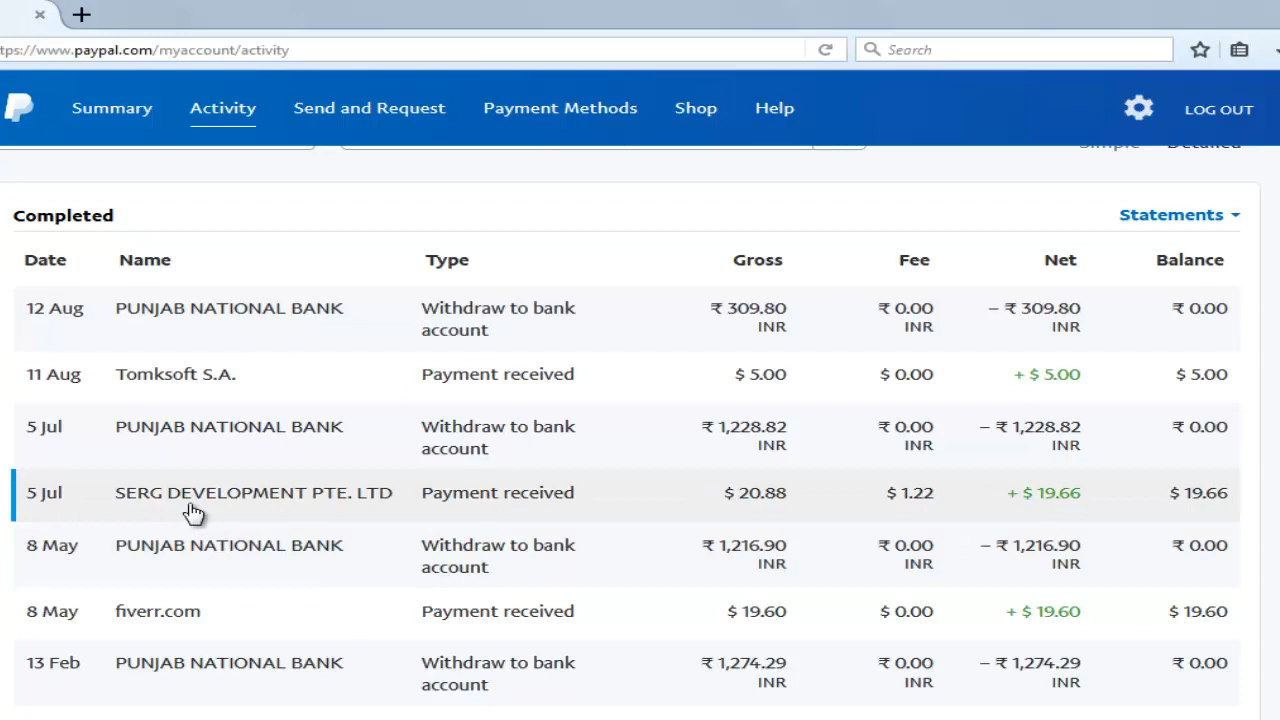 tps://www.paypal.com/myaccount/activity Search
Summary Activity Send and Request Payment Methods Shop Help LOG OUT
Simple Detailed
Completed Statements
Date Name Type Gross Fee Net Balance
12 Aug PUNJAB NATIONAL BANK Withdraw to bank account ₹ 309.80 INR ₹ 0.00 INR − ₹ 309.80 INR ₹ 0.00
11 Aug Tomksoft S.A. Payment received $ 5.00 $ 0.00 + $ 5.00 $ 5.00
5 Jul PUNJAB NATIONAL BANK Withdraw to bank account ₹ 1,228.82 INR ₹ 0.00 INR − ₹ 1,228.82 INR ₹ 0.00
5 Jul SERG DEVELOPMENT PTE. LTD Payment received $ 20.88 $ 1.22 + $ 19.66 $ 19.66
8 May PUNJAB NATIONAL BANK Withdraw to bank account ₹ 1,216.90 INR ₹ 0.00 INR − ₹ 1,216.90 INR ₹ 0.00
8 May fiverr.com Payment received $ 19.60 $ 0.00 + $ 19.60 $ 19.60
13 Feb PUNJAB NATIONAL BANK Withdraw to bank account ₹ 1,274.29 INR ₹ 0.00 INR − ₹ 1,274.29 INR ₹ 0.00